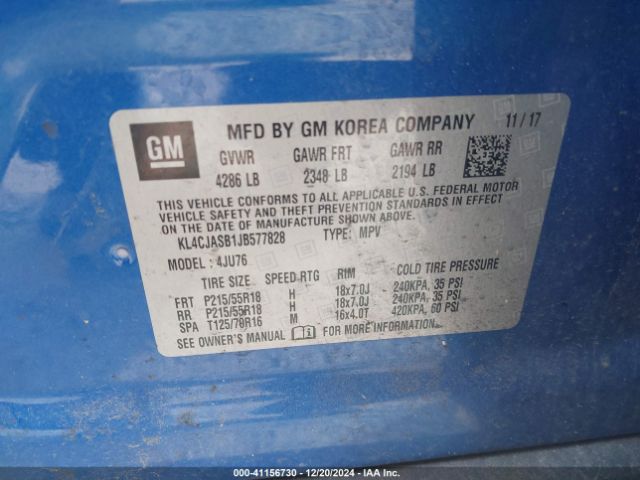 GM
MFD BY GM KOREA COMPANY 11/17
GVWR GAWR FRT GAWR RR
4286 LB 2348 LB 2194 LB
THIS VEHICLE CONFORMS TO ALL APPLICABLE U.S. FEDERAL MOTOR
VEHICLE SAFETY AND THEFT PREVENTION STANDARDS IN EFFECT
ON THE DATE OF MANUFACTURE SHOWN ABOVE.
KL4CJASB1JB577828 TYPE: MPV
MODEL : 4JU76
TIRE SIZE SPEED RTG RIM COLD TIRE PRESSURE
FRT P215/55R18 H 18x7.0J 240KPA, 35 PSI
RR P215/55R18 H 18x7.0J 240KPA, 35 PSI
SPA T125/70R16 M 16x4.0T 420KPA, 60 PSI
SEE OWNER'S MANUAL FOR MORE INFORMATION
000-41156730 - 12/20/2024 - IAA Inc.